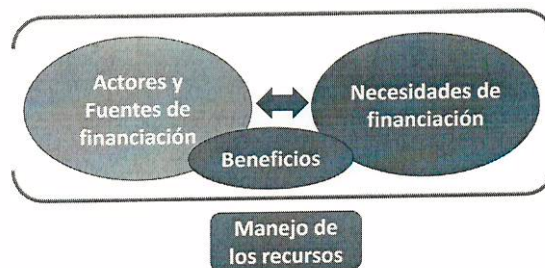 Actores y
Fuentes de
financiación
Necesidades de
financiación
Beneficios
Manejo de
los recursos